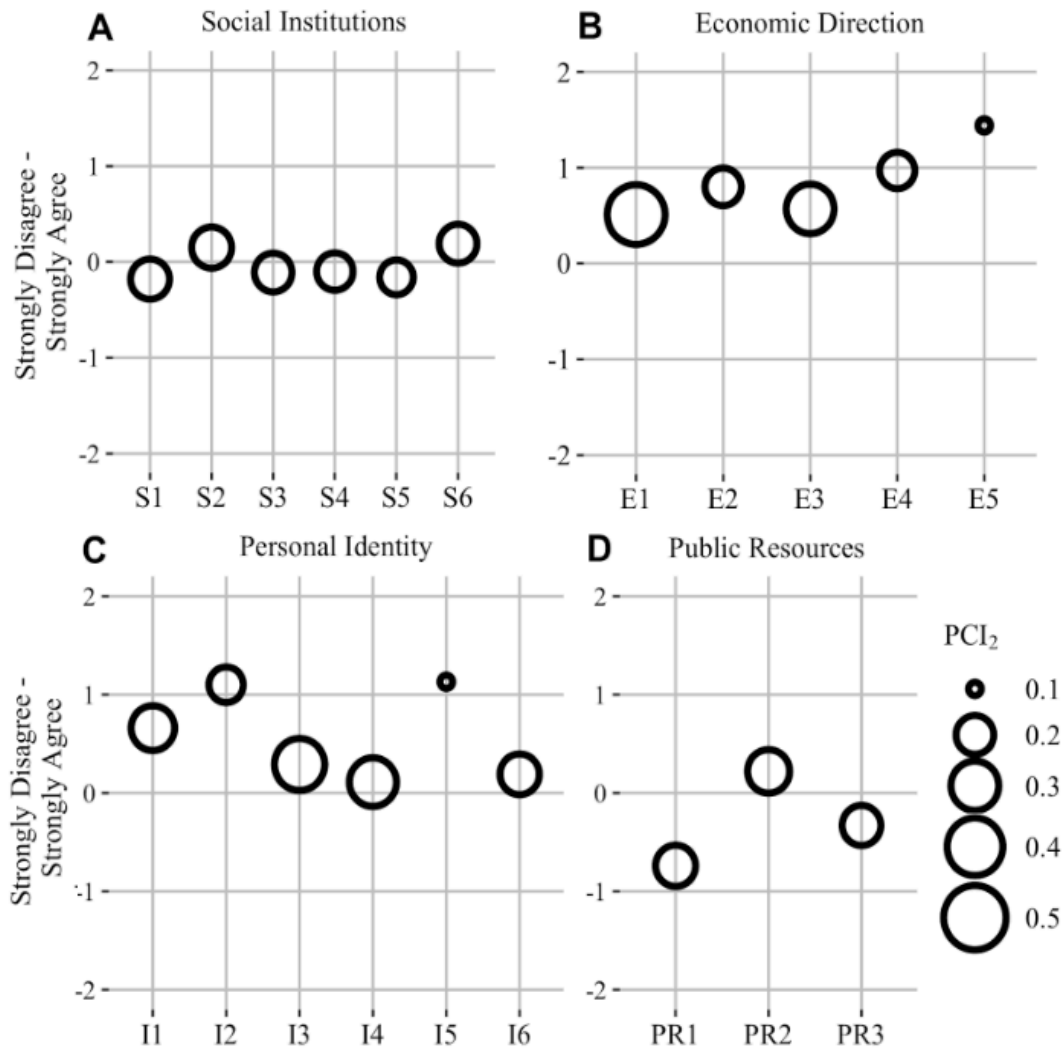 A Social Institutions
B Economic Direction
Strongly Disagree -
Strongly Agree
2
1
0
-1
-2
S1 S2 S3 S4 S5 S6
2
1
0
-1
-2
E1 E2 E3 E4 E5
C Personal Identity
D Public Resources
Strongly Disagree -
Strongly Agree
2
1
0
-1
-2
I1 I2 I3 I4 I5 I6
2
1
0
-1
-2
PR1 PR2 PR3
PCI₂
0.1
0.2
0.3
0.4
0.5